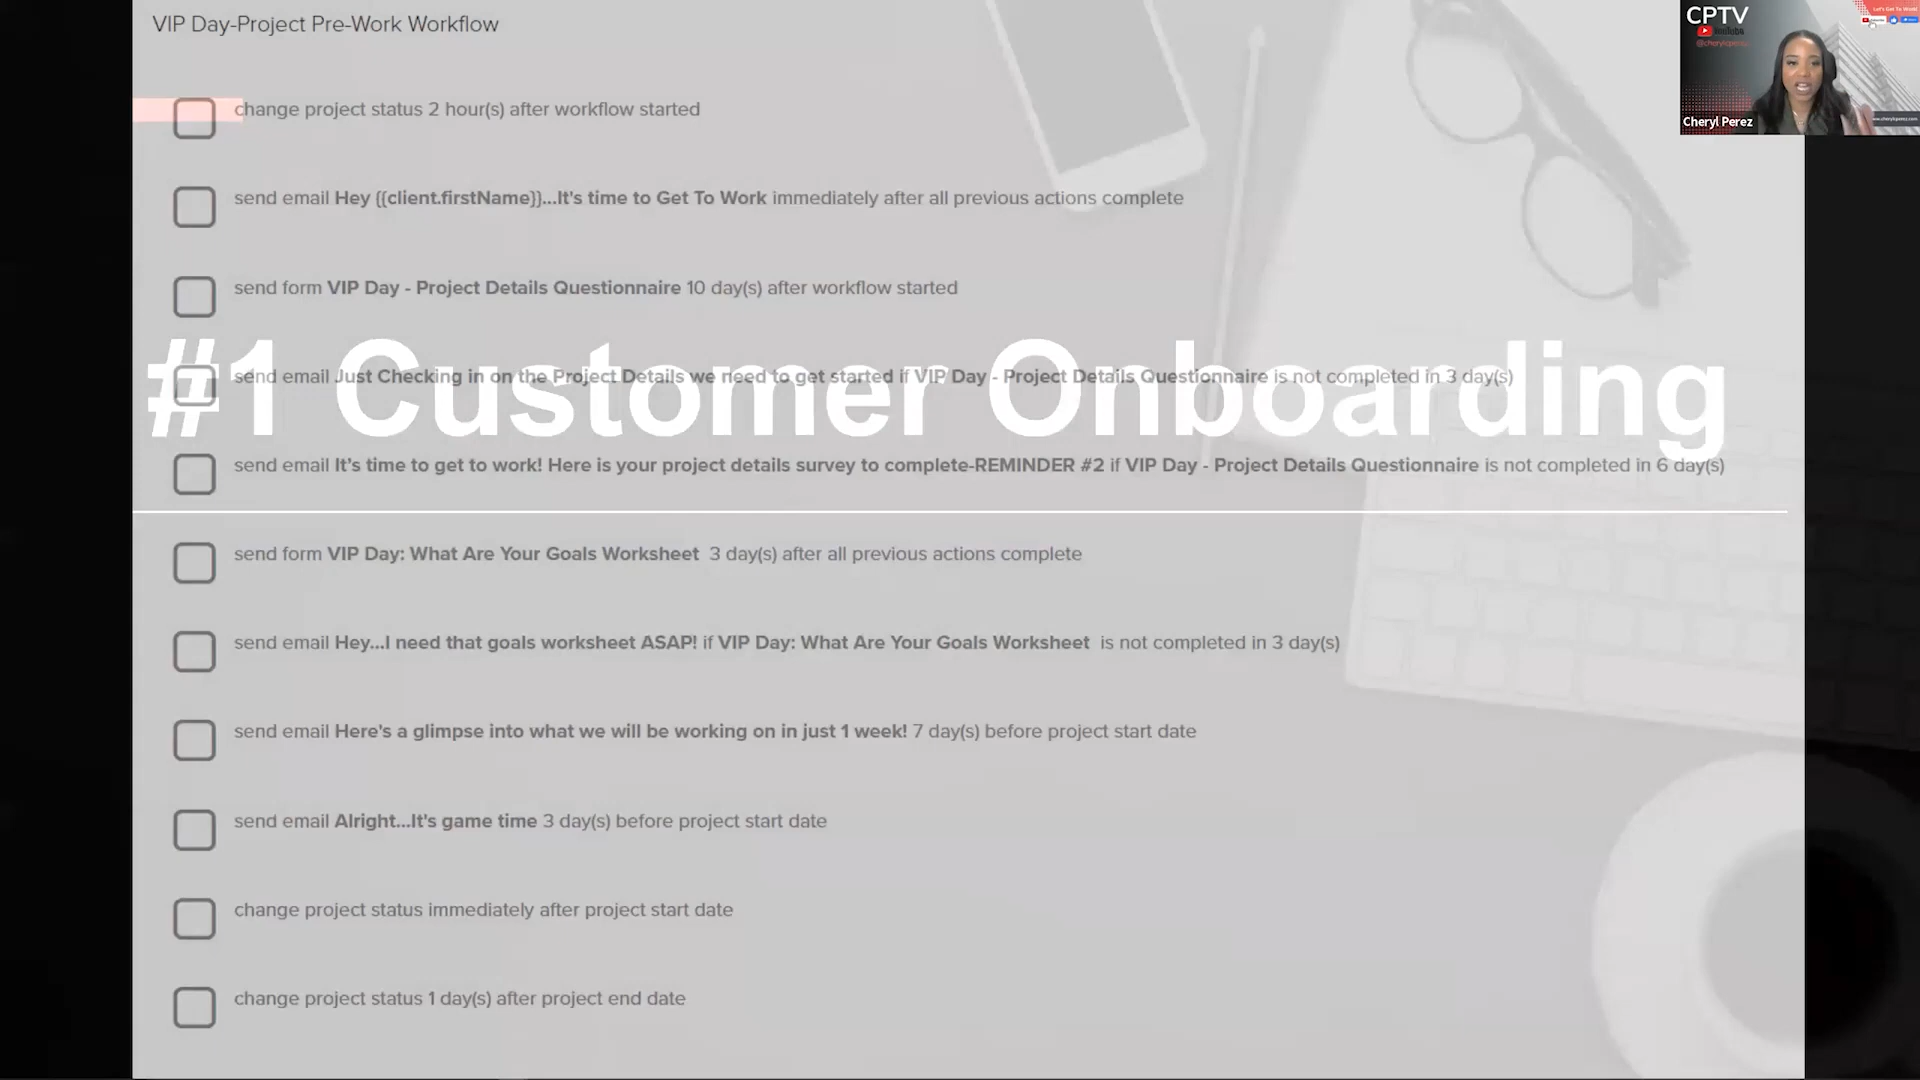 VIP Day-Project Pre-Work Workflow
CPTV
YouTube
Let's Get To Work!
Cheryl Perez
change project status 2 hour(s) after workflow started
send email Hey {{client.firstName}}...It's time to Get To Work immediately after all previous actions complete
send form VIP Day - Project Details Questionnaire 10 day(s) after workflow started
#1 Customer Onboarding
send email Just Checking in on the Project Details we need to get started if VIP Day - Project Details Questionnaire is not completed in 3 day(s)
send email It's time to get to work! Here is your project details survey to complete-REMINDER #2 if VIP Day - Project Details Questionnaire is not completed in 6 day(s)
send form VIP Day: What Are Your Goals Worksheet 3 day(s) after all previous actions complete
send email Hey...I need that goals worksheet ASAP! if VIP Day: What Are Your Goals Worksheet is not completed in 3 day(s)
send email Here's a glimpse into what we will be working on in just 1 week! 7 day(s) before project start date
send email Alright...It's game time 3 day(s) before project start date
change project status immediately after project start date
change project status 1 day(s) after project end date